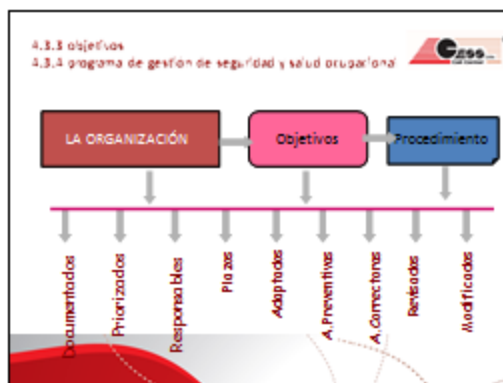 4.3.3 objetivos
4.3.4 programa de gestion de seguridad y salud ocupacional
LA ORGANIZACIÓN
Objetivos
Procedimiento
Documentados
Priorizados
Responsables
Plazos
Adaptados
A.Preventivas
A.Correctoras
Revisados
Modificados